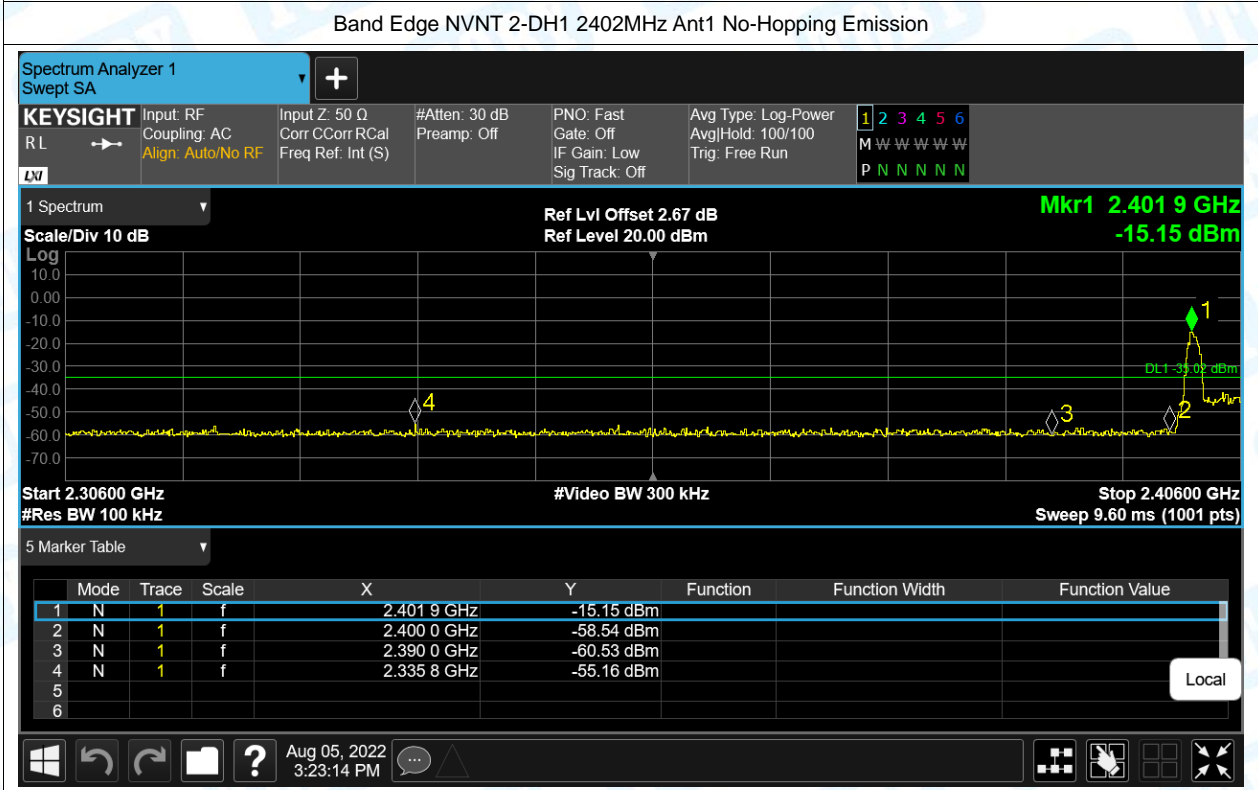 Band Edge NVNT 2-DH1 2402MHz Ant1 No-Hopping Emission
Spectrum Analyzer 1
Swept SA
+
KEYSIGHT
R L
LXI
Input: RF
Coupling: AC
Align: Auto/No RF
Input Z: 50 Ω
Corr CCorr RCal
Freq Ref: Int (S)
#Atten: 30 dB
Preamp: Off
PNO: Fast
Gate: Off
IF Gain: Low
Sig Track: Off
Avg Type: Log-Power
Avg|Hold: 100/100
Trig: Free Run
1 2 3 4 5 6
M W W W W W
P N N N N N
1 Spectrum
Scale/Div 10 dB
Ref Lvl Offset 2.67 dB
Ref Level 20.00 dBm
Mkr1 2.401 9 GHz
-15.15 dBm
Log
10.0
0.00
-10.0
-20.0
-30.0
-40.0
-50.0
-60.0
-70.0
1
DL1 -35.02 dBm
4
3
2
Start 2.30600 GHz
#Video BW 300 kHz
Stop 2.40600 GHz
#Res BW 100 kHz
Sweep 9.60 ms (1001 pts)
5 Marker Table
Mode Trace Scale X Y Function Function Width Function Value
1 N 1 f 2.401 9 GHz -15.15 dBm
2 N 1 f 2.400 0 GHz -58.54 dBm
3 N 1 f 2.390 0 GHz -60.53 dBm
4 N 1 f 2.335 8 GHz -55.16 dBm
5
6
Local
?
Aug 05, 2022
3:23:14 PM